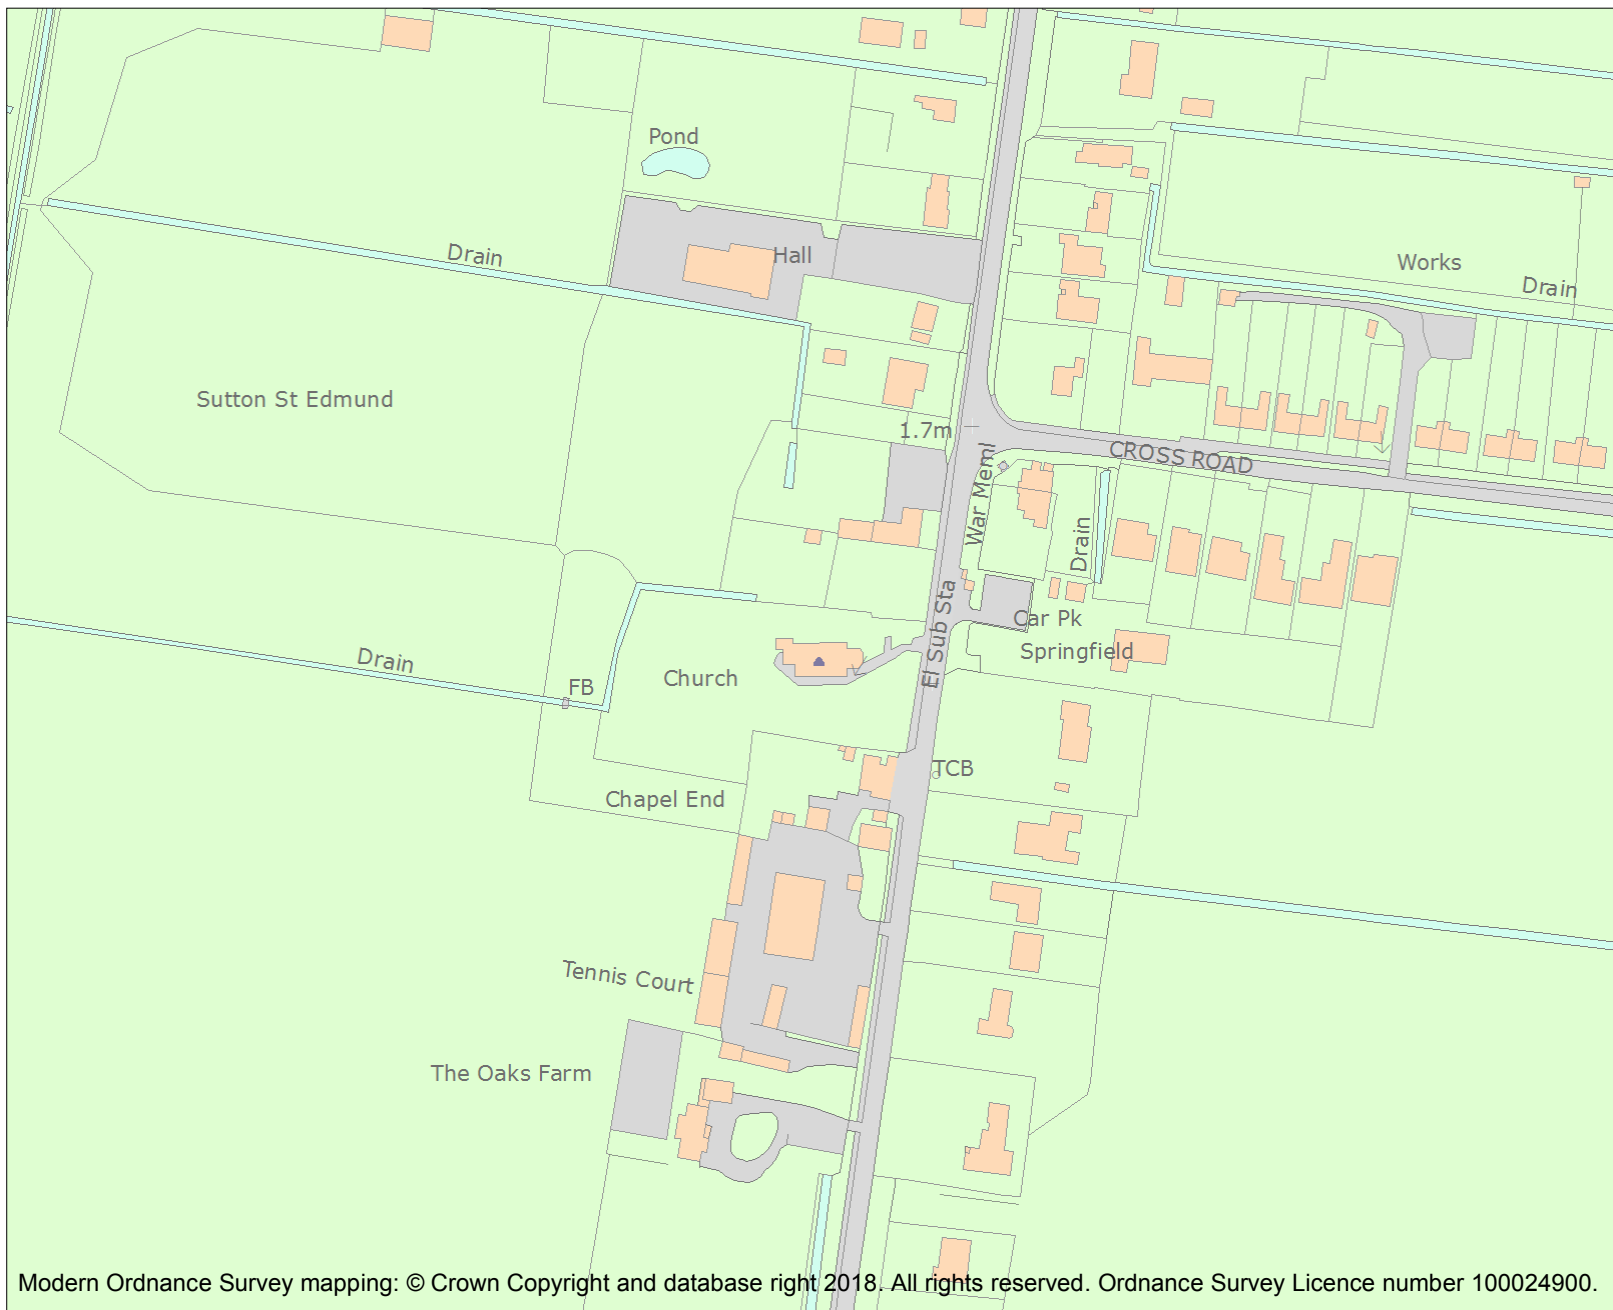 Pond
Drain
Hall
Works
Drain
Sutton St Edmund
1.7m
CROSS ROAD
War Meml
Drain
El Sub Sta
Car Pk
Springfield
Drain
FB
Church
TCB
Chapel End
Tennis Court
The Oaks Farm
Modern Ordnance Survey mapping: © Crown Copyright and database right 2018. All rights reserved. Ordnance Survey Licence number 100024900.